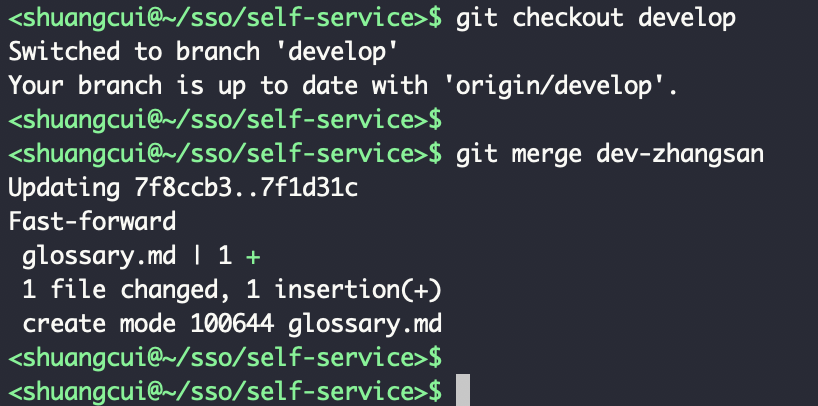 <shuangcui@~/sso/self-service>$ git checkout develop
Switched to branch 'develop'
Your branch is up to date with 'origin/develop'.
<shuangcui@~/sso/self-service>$
<shuangcui@~/sso/self-service>$ git merge dev-zhangsan
Updating 7f8ccb3..7f1d31c
Fast-forward
 glossary.md | 1 +
 1 file changed, 1 insertion(+)
 create mode 100644 glossary.md
<shuangcui@~/sso/self-service>$
<shuangcui@~/sso/self-service>$